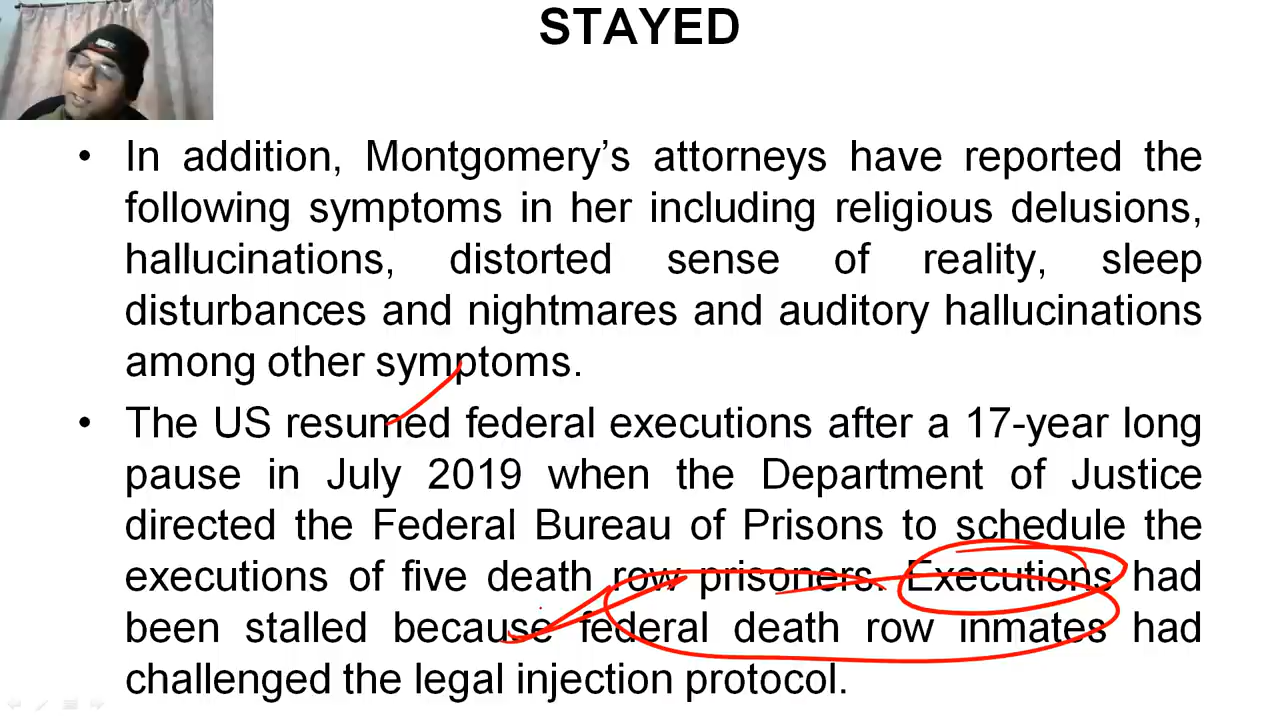 STAYED
• In addition, Montgomery’s attorneys have reported the
following symptoms in her including religious delusions,
hallucinations, distorted sense of reality, sleep
disturbances and nightmares and auditory hallucinations
among other symptoms.
• The US resumed federal executions after a 17-year long
pause in July 2019 when the Department of Justice
directed the Federal Bureau of Prisons to schedule the
executions of five death row prisoners. Executions had
been stalled because federal death row inmates had
challenged the legal injection protocol.